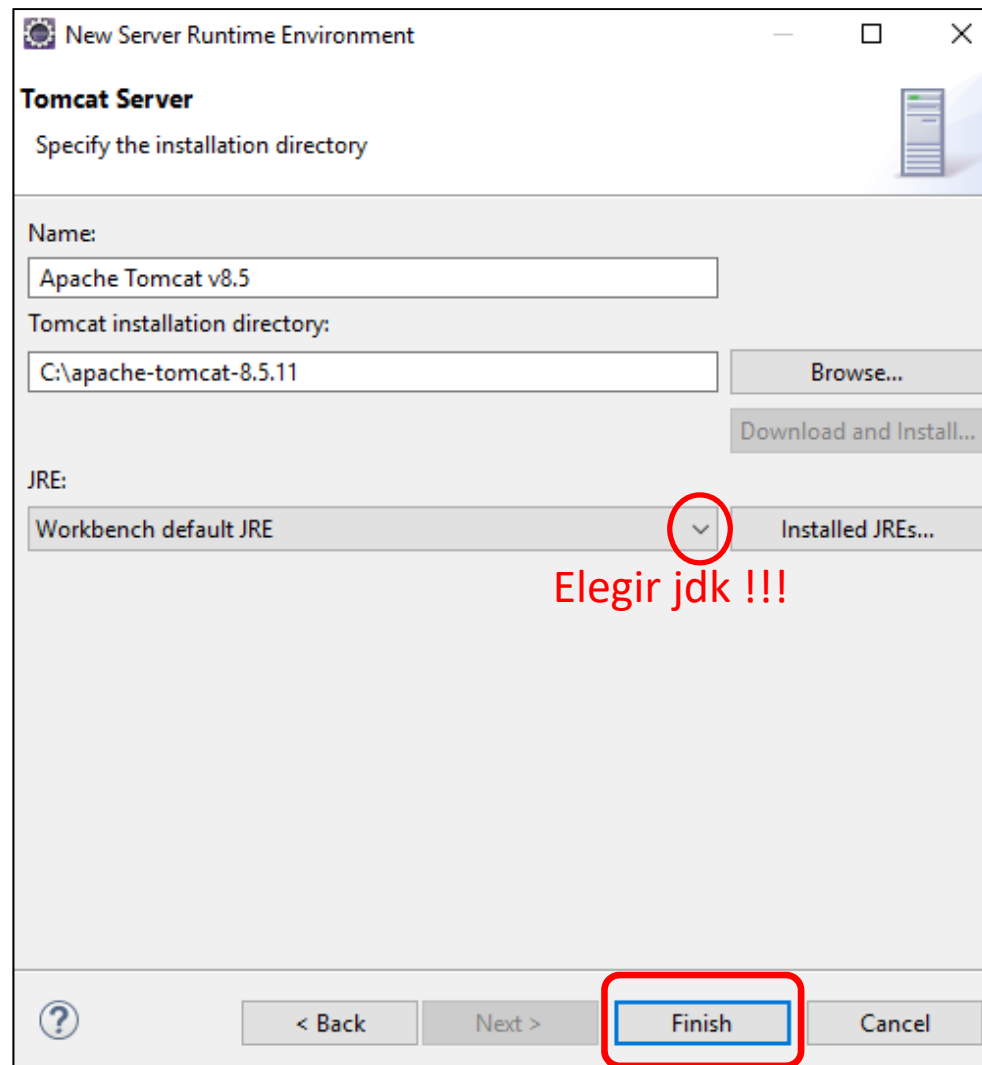 New Server Runtime Environment
Tomcat Server
Specify the installation directory
Name:
Apache Tomcat v8.5
Tomcat installation directory:
C:\apache-tomcat-8.5.11
Browse...
Download and Install...
JRE:
Workbench default JRE
Installed JREs...
Elegir jdk !!!
?
< Back
Next >
Finish
Cancel